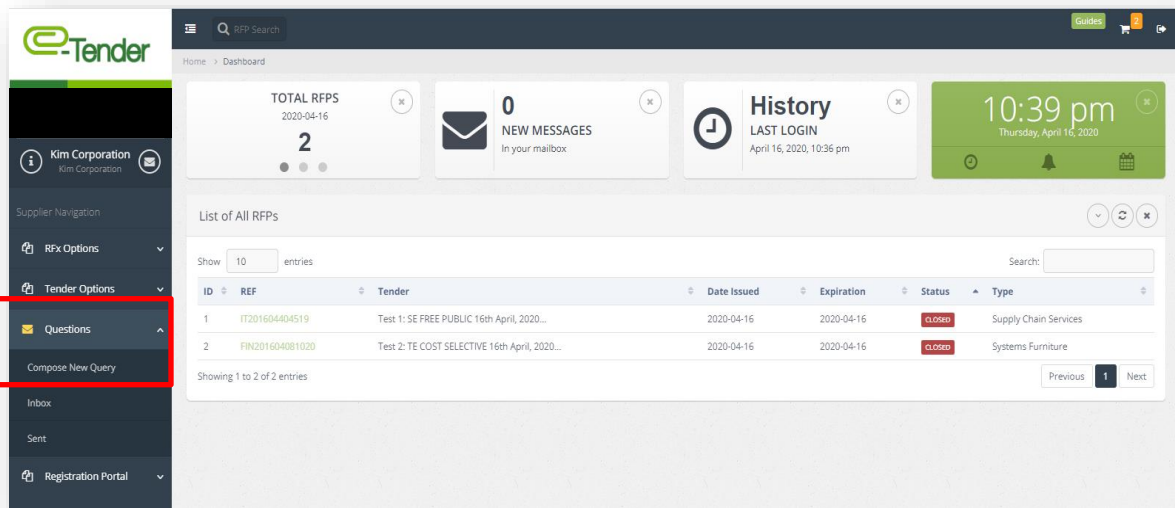 e-Tender
RFP Search
Guides
2
Home > Dashboard
TOTAL RFPS
2020-04-16
2
0
NEW MESSAGES
In your mailbox
History
LAST LOGIN
April 16, 2020, 10:36 pm
10:39 pm
Thursday, April 16, 2020
Kim Corporation
Kim Corporation
Supplier Navigation
RFx Options
Tender Options
Questions
Compose New Query
Inbox
Sent
Registration Portal
List of All RFPs
Show 10 entries
Search:
ID REF Tender Date Issued Expiration Status Type
1 IT201604404519 Test 1: SE FREE PUBLIC 16th April, 2020... 2020-04-16 2020-04-16 CLOSED Supply Chain Services
2 FIN201604081020 Test 2: TE COST SELECTIVE 16th April, 2020... 2020-04-16 2020-04-16 CLOSED Systems Furniture
Showing 1 to 2 of 2 entries
Previous 1 Next